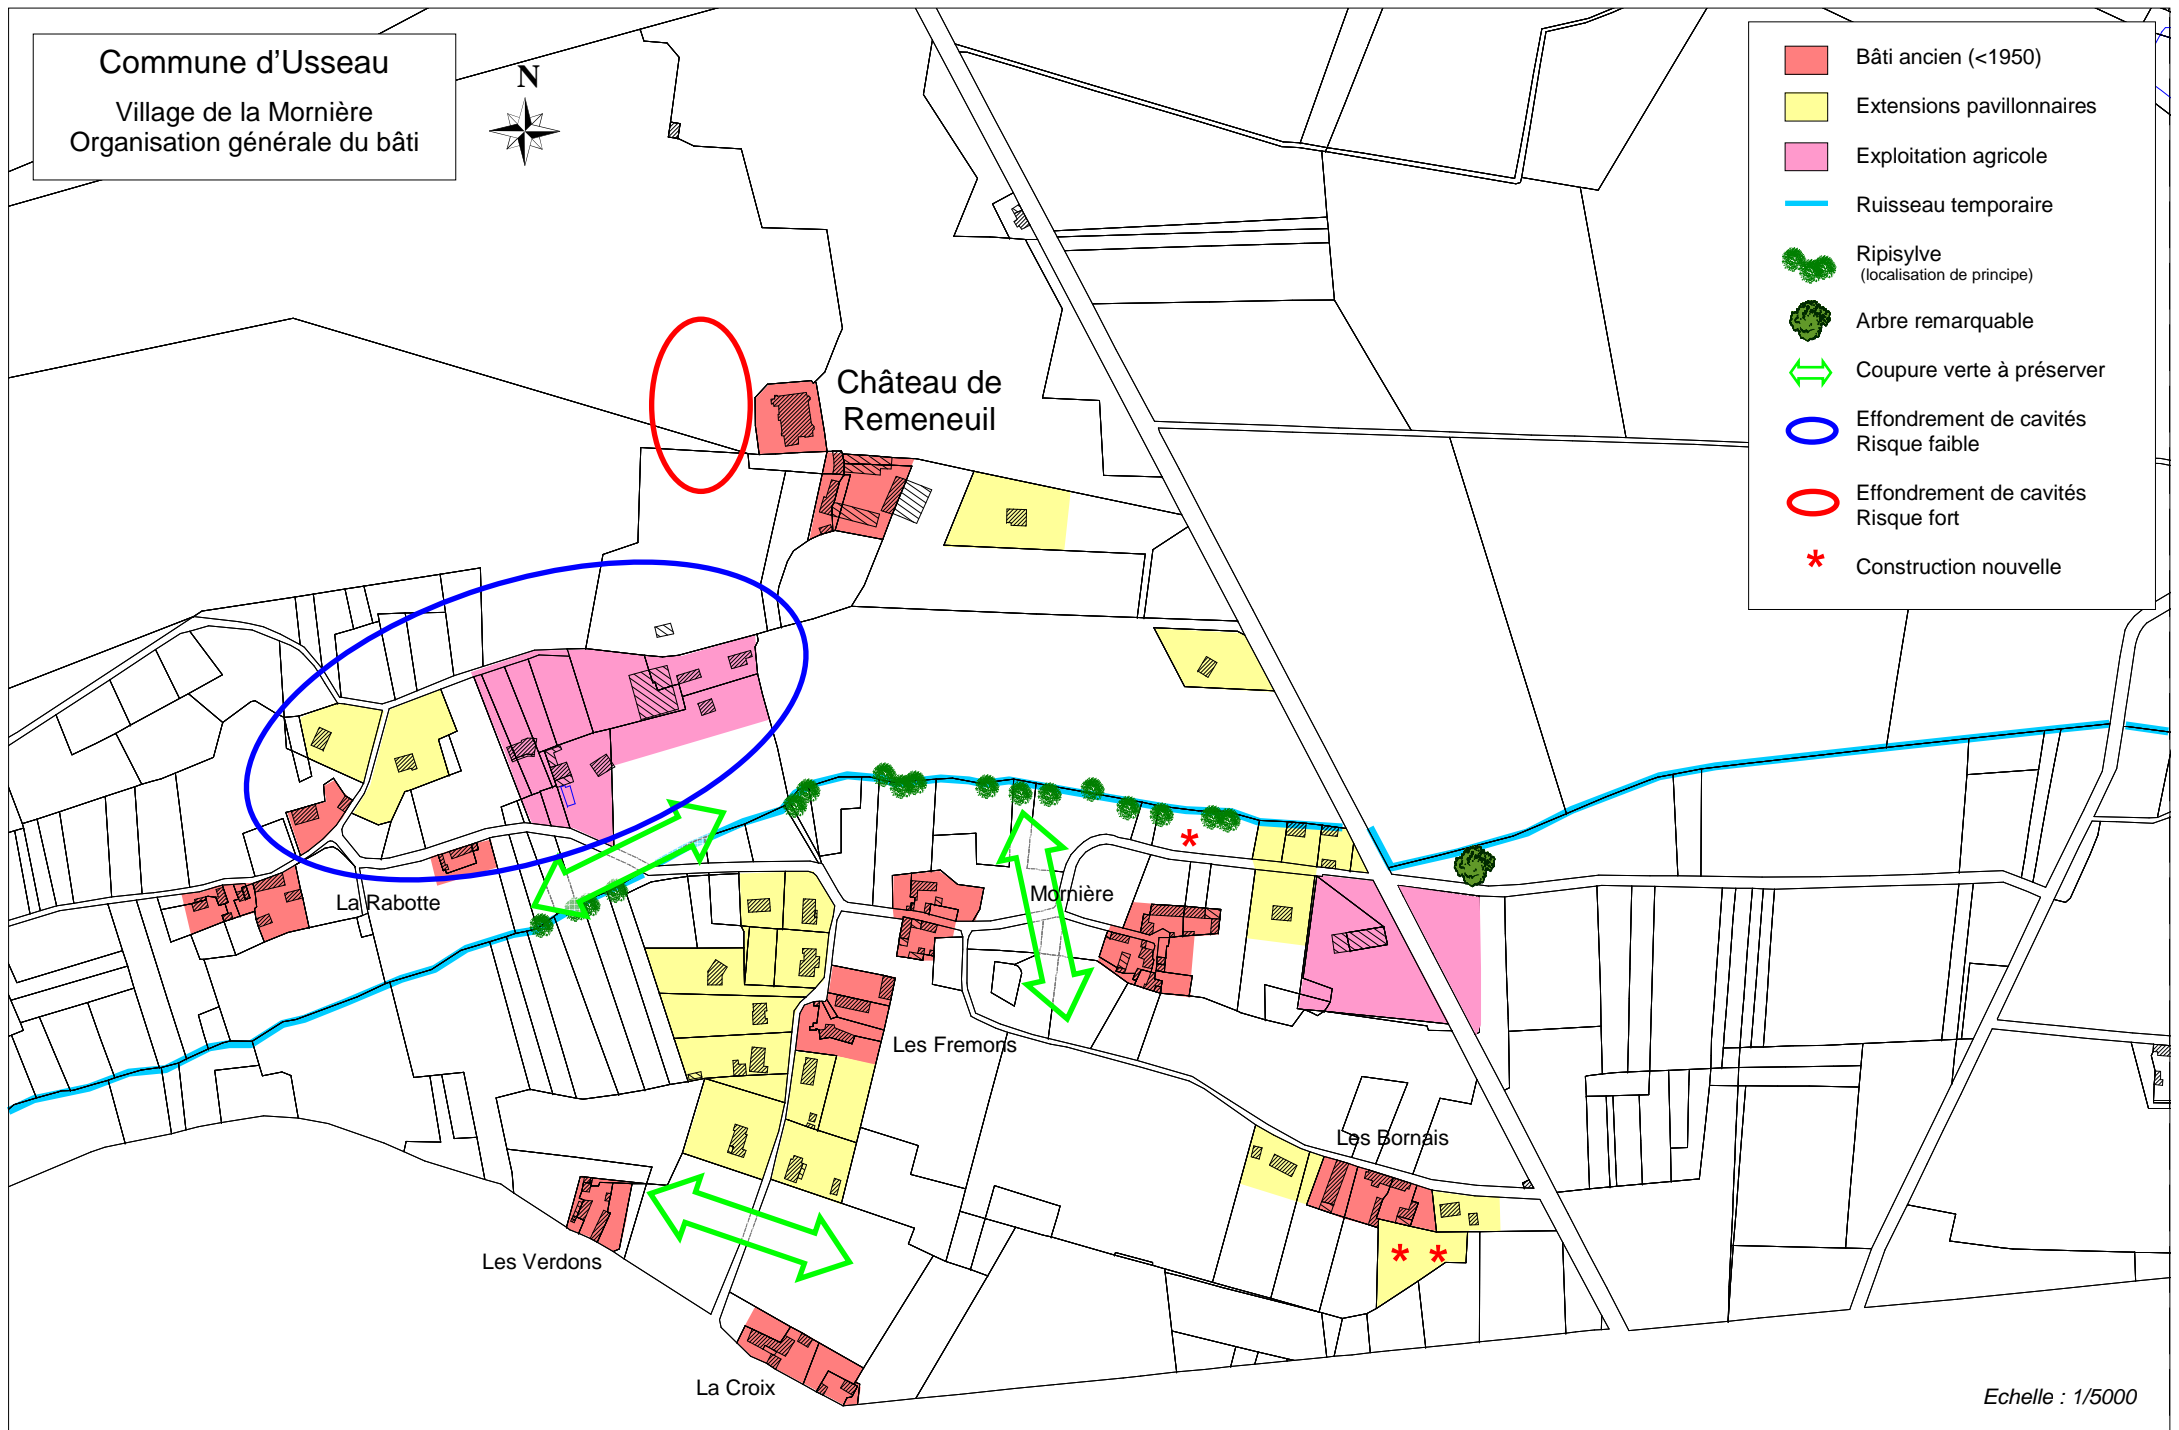 Commune d'Usseau
Village de la Mornière
Organisation générale du bâti
N
Bâti ancien (<1950)
Extensions pavillonnaires
Exploitation agricole
Ruisseau temporaire
Ripisylve
(localisation de principe)
Arbre remarquable
Coupure verte à préserver
Effondrement de cavités
Risque faible
Effondrement de cavités
Risque fort
* Construction nouvelle
Château de
Remeneuil
La Rabotte
Mornière
Les Fremons
Les Bornais
Les Verdons
La Croix
Echelle : 1/5000